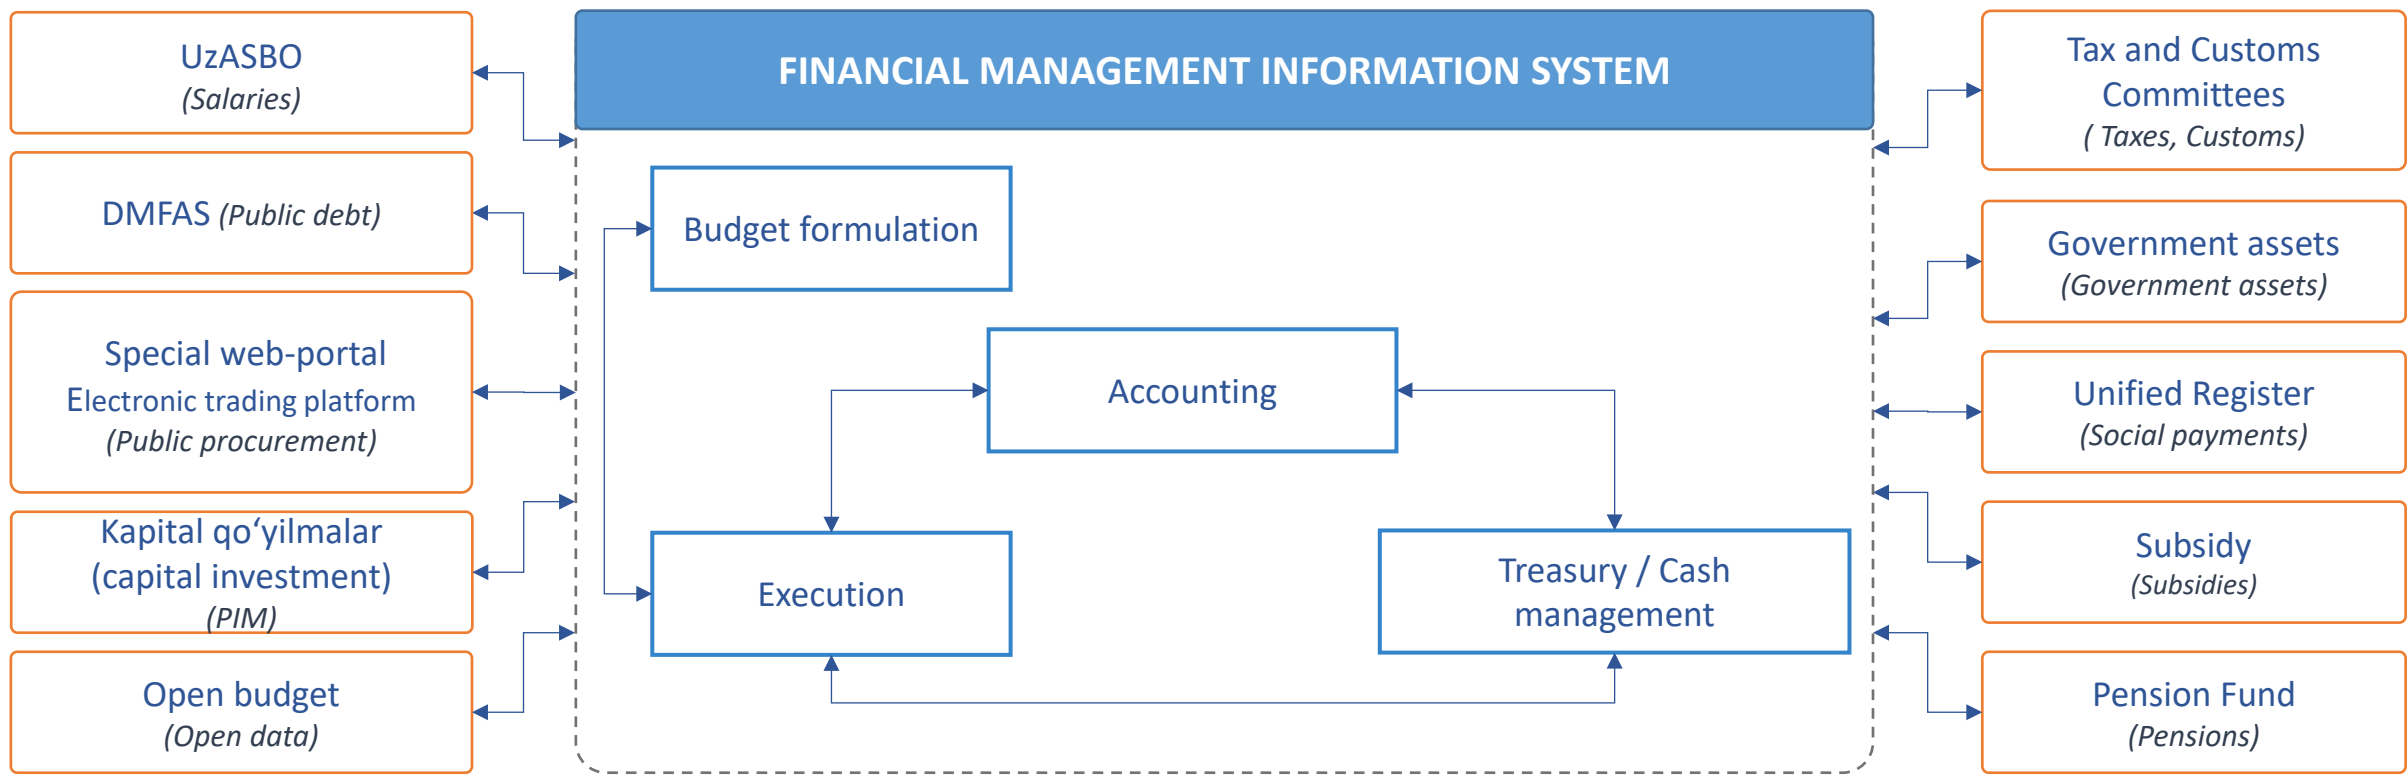 UzASBO
(Salaries)
DMFAS (Public debt)
Special web-portal
Electronic trading platform
(Public procurement)
Kapital qo‘yilmalar
(capital investment)
(PIM)
Open budget
(Open data)
FINANCIAL MANAGEMENT INFORMATION SYSTEM
Budget formulation
Accounting
Execution
Treasury / Cash
management
Tax and Customs
Committees
( Taxes, Customs)
Government assets
(Government assets)
Unified Register
(Social payments)
Subsidy
(Subsidies)
Pension Fund
(Pensions)